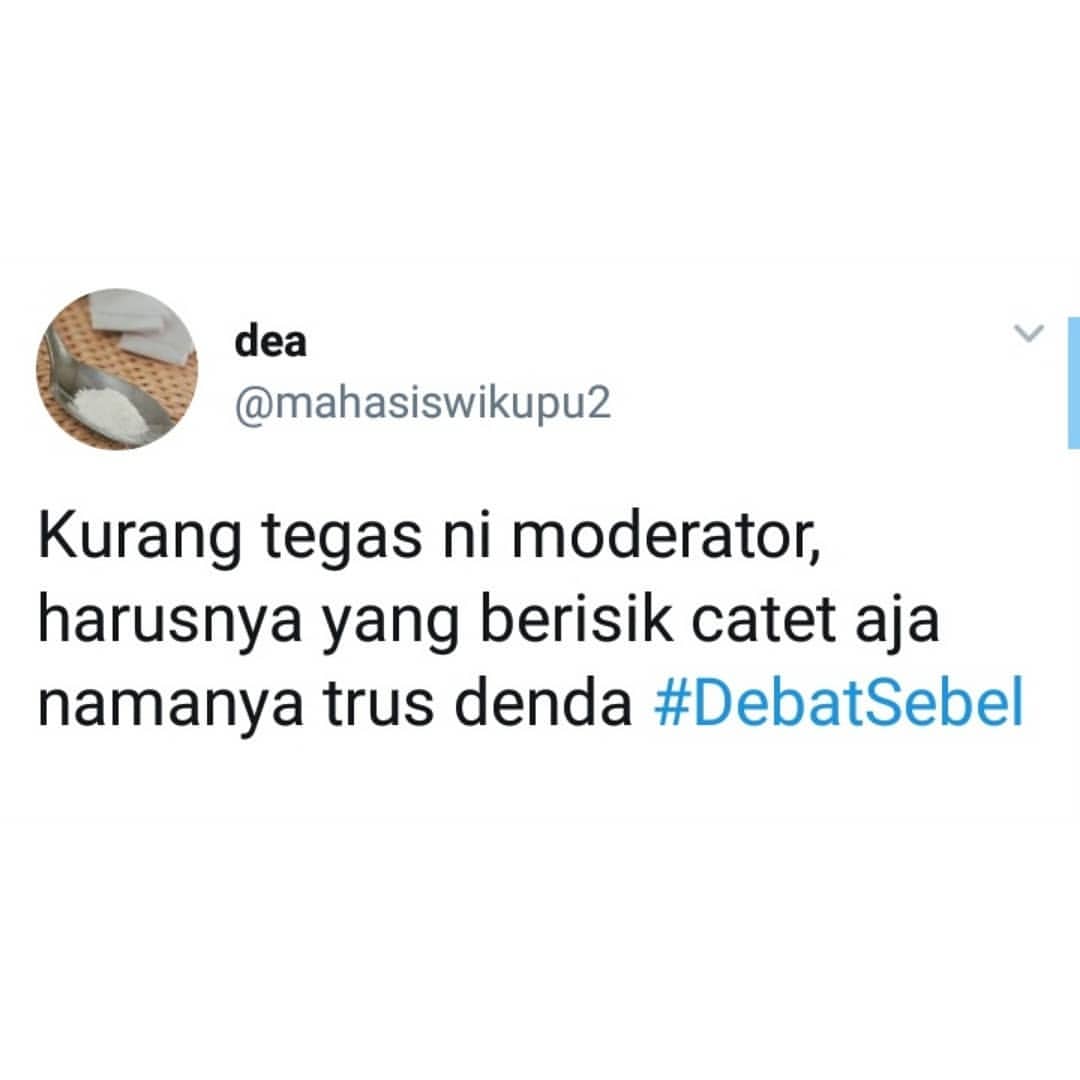 dea
@mahasiswikupu2
Kurang tegas ni moderator,
harusnya yang berisik catet aja
namanya trus denda #DebatSebel